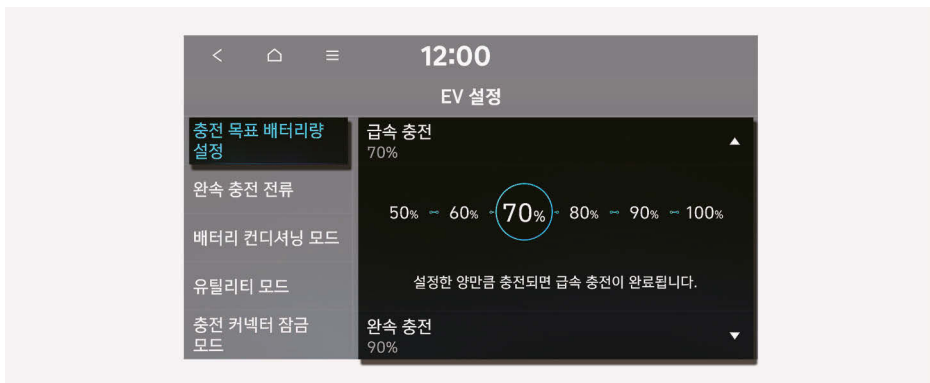 12:00
EV 설정
충전 목표 배터리량
설정
완속 충전 전류
배터리 컨디셔닝 모드
유틸리티 모드
충전 커넥터 잠금
모드
급속 충전
70%
50% 60% 70% 80% 90% 100%
설정한 양만큼 충전되면 급속 충전이 완료됩니다.
완속 충전
90%